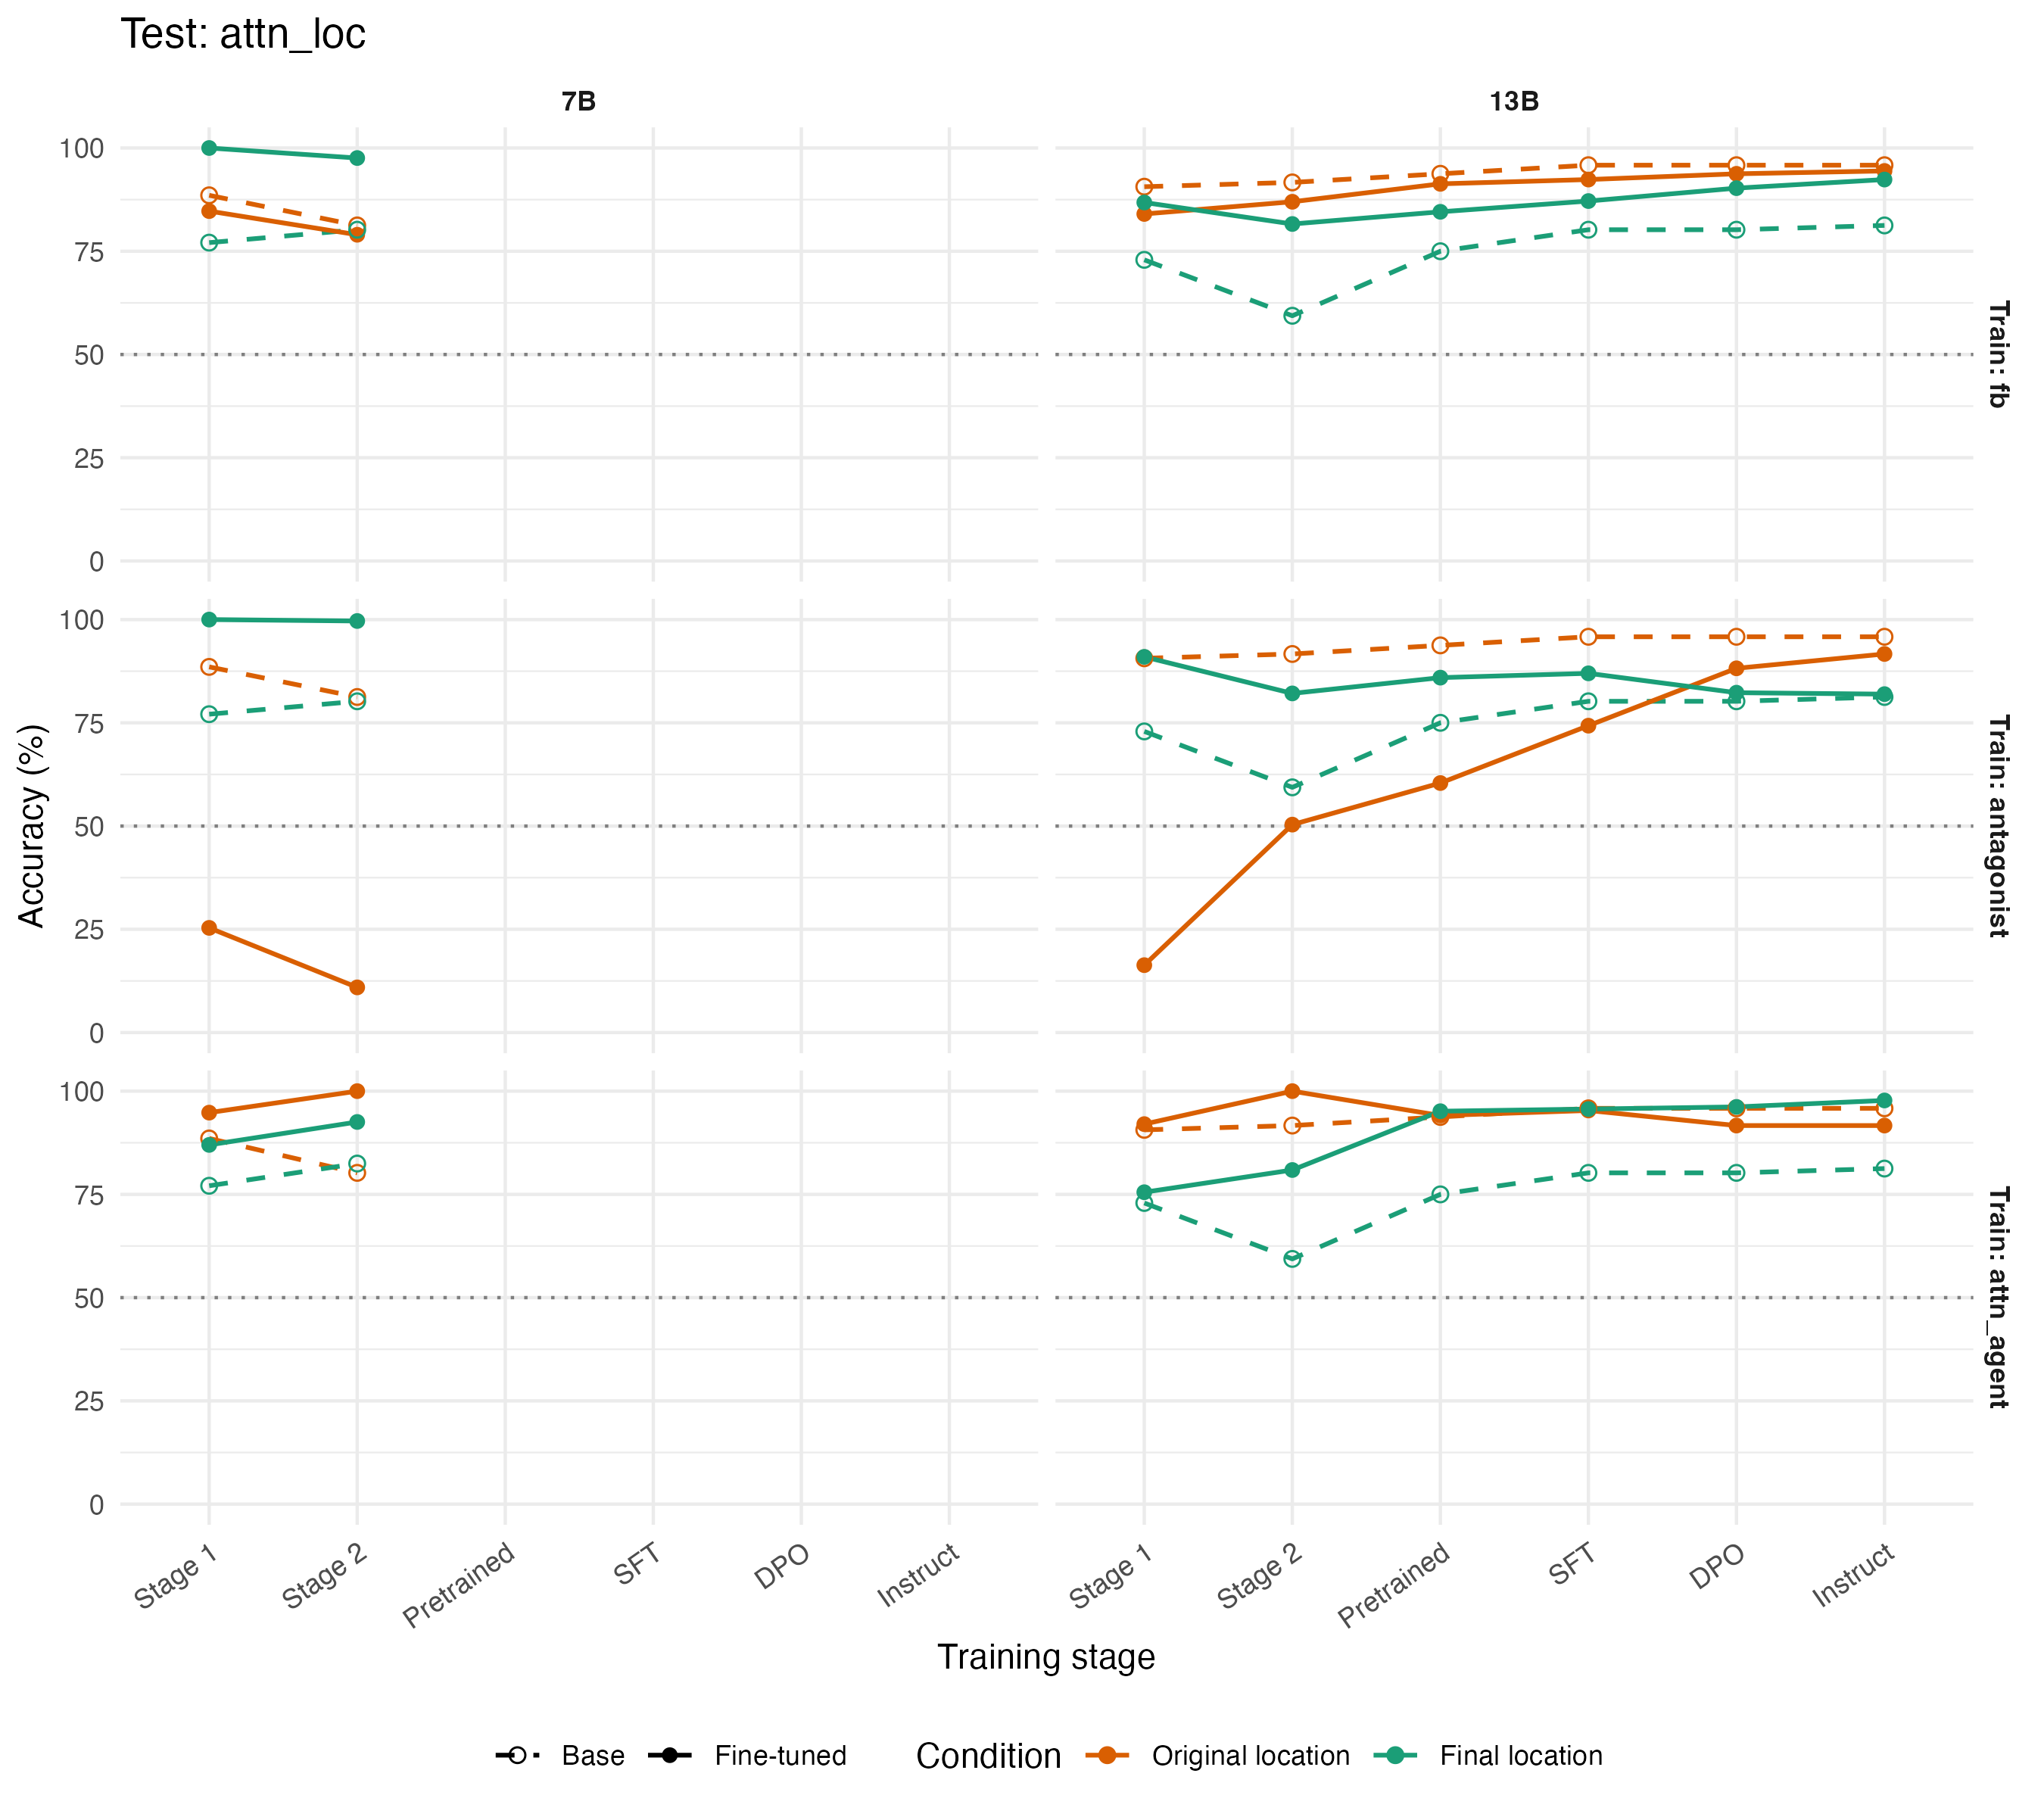 Test: attn_loc
7B
13B
100
75
50
25
0
Train: fb
100
75
50
25
0
Train: antagonist
100
75
50
25
0
Train: attn_agent
Accuracy (%)
Stage 1
Stage 2
Pretrained
SFT
DPO
Instruct
Stage 1
Stage 2
Pretrained
SFT
DPO
Instruct
Training stage
Base
Fine-tuned
Condition
Original location
Final location